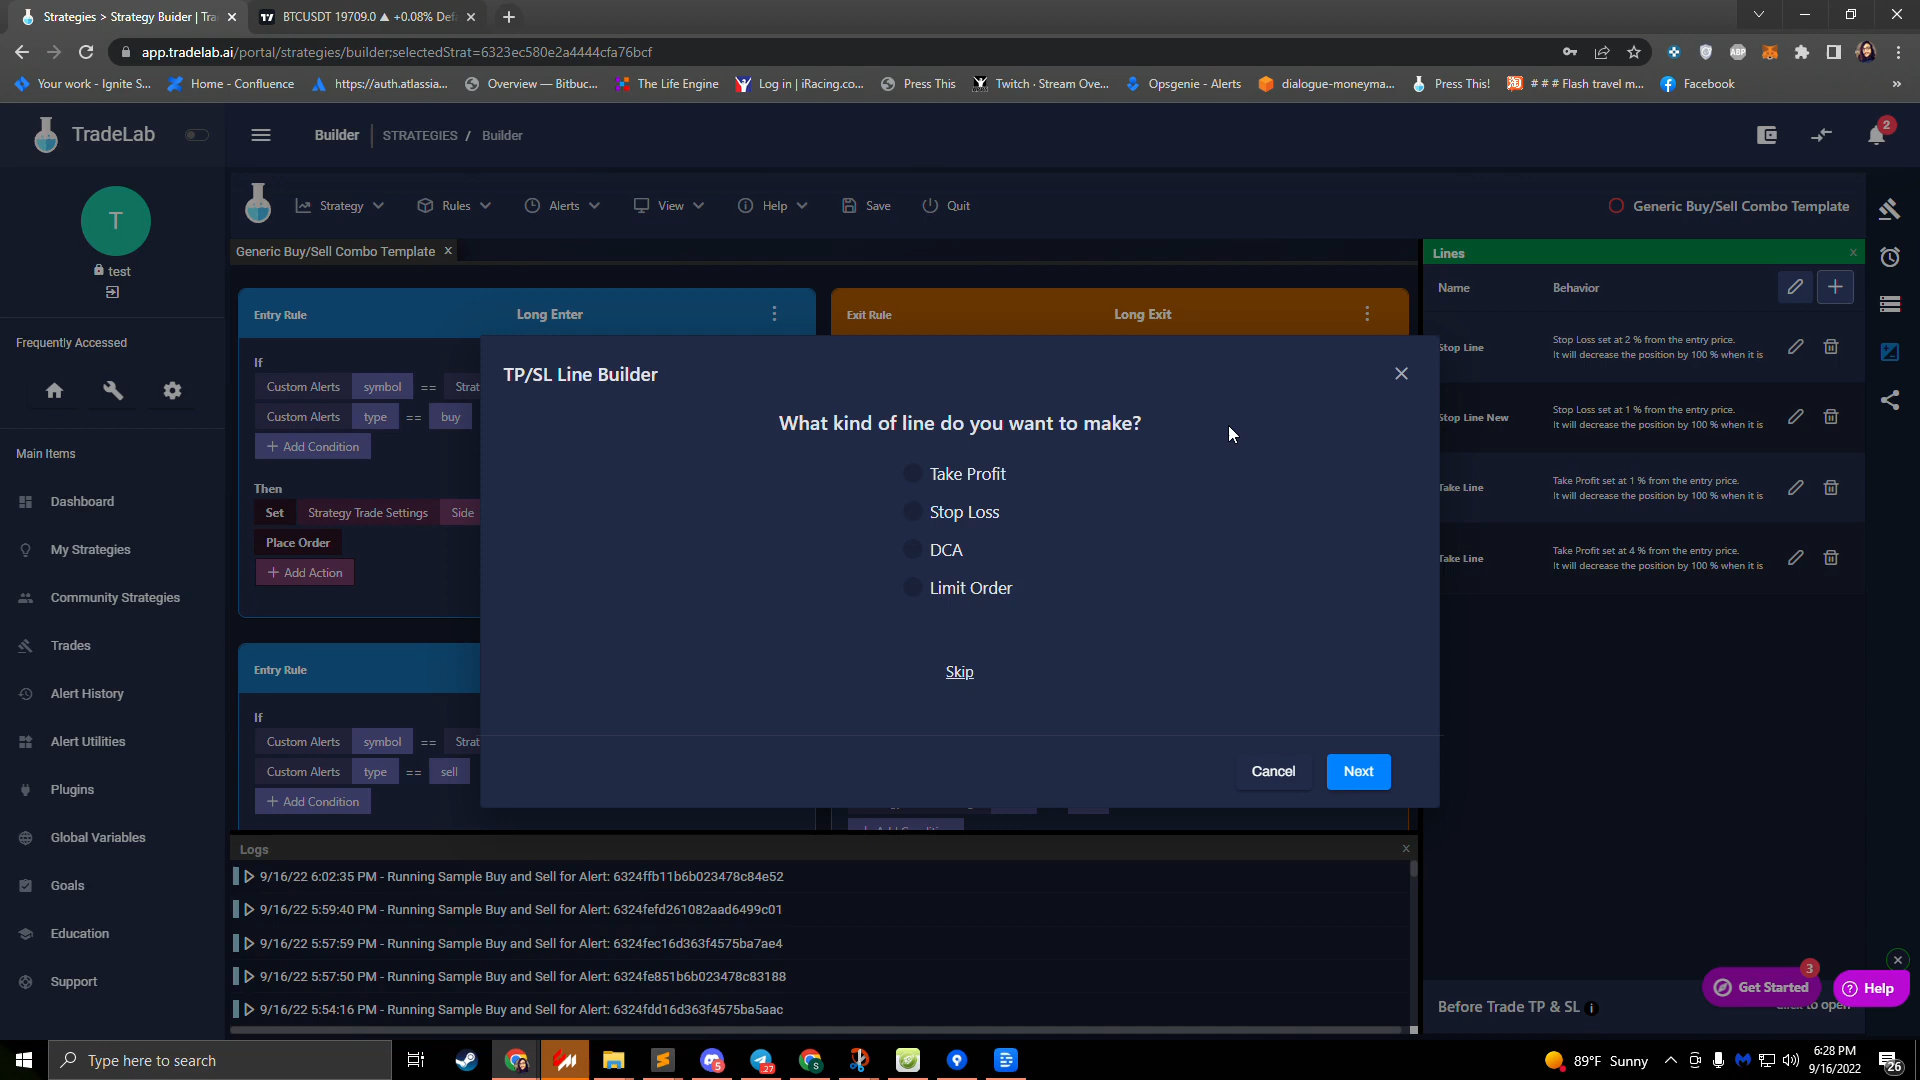 Strategies > Strategy Buider | Tra
BTCUSDT 19709.0 ▲ +0.08% Def
app.tradelab.ai/portal/strategies/builder;selectedStrat=6323ec580e2a4444cfa76bcf
Your work - Ignite S...
Home - Confluence
https://auth.atlassia...
Overview — Bitbuc...
The Life Engine
Log in | iRacing.co...
Press This
Twitch - Stream Ove...
Opsgenie - Alerts
dialogue-moneyma...
Press This!
# # # Flash travel m...
Facebook
»
TradeLab
Builder
STRATEGIES / Builder
2
T
test
Frequently Accessed
Main Items
Dashboard
My Strategies
Community Strategies
Trades
Alert History
Alert Utilities
Plugins
Global Variables
Goals
Education
Support
Strategy
Rules
Alerts
View
Help
Save
Quit
Generic Buy/Sell Combo Template
Generic Buy/Sell Combo Template ×
Entry Rule
Long Enter
If
Custom Alerts symbol == Strat
Custom Alerts type == buy
+ Add Condition
Then
Set Strategy Trade Settings Side
Place Order
+ Add Action
Entry Rule
If
Custom Alerts symbol == Strat
Custom Alerts type == sell
+ Add Condition
Exit Rule
Long Exit
TP/SL Line Builder
What kind of line do you want to make?
Take Profit
Stop Loss
DCA
Limit Order
Skip
Cancel
Next
Lines
Name
Behavior
Stop Line
Stop Loss set at 2 % from the entry price.
It will decrease the position by 100 % when it is
Stop Line New
Stop Loss set at 1 % from the entry price.
It will decrease the position by 100 % when it is
Take Line
Take Profit set at 1 % from the entry price.
It will decrease the position by 100 % when it is
Take Line
Take Profit set at 4 % from the entry price.
It will decrease the position by 100 % when it is
Before Trade TP & SL
Click to open
3
Get Started
Help
Logs
9/16/22 6:02:35 PM - Running Sample Buy and Sell for Alert: 6324ffb11b6b023478c84e52
9/16/22 5:59:40 PM - Running Sample Buy and Sell for Alert: 6324fefd261082aad6499c01
9/16/22 5:57:59 PM - Running Sample Buy and Sell for Alert: 6324fec16d363f4575ba7ae4
9/16/22 5:57:50 PM - Running Sample Buy and Sell for Alert: 6324fe851b6b023478c83188
9/16/22 5:54:16 PM - Running Sample Buy and Sell for Alert: 6324fdd16d363f4575ba5aac
Type here to search
5
27
S
89°F Sunny
6:28 PM
9/16/2022
26